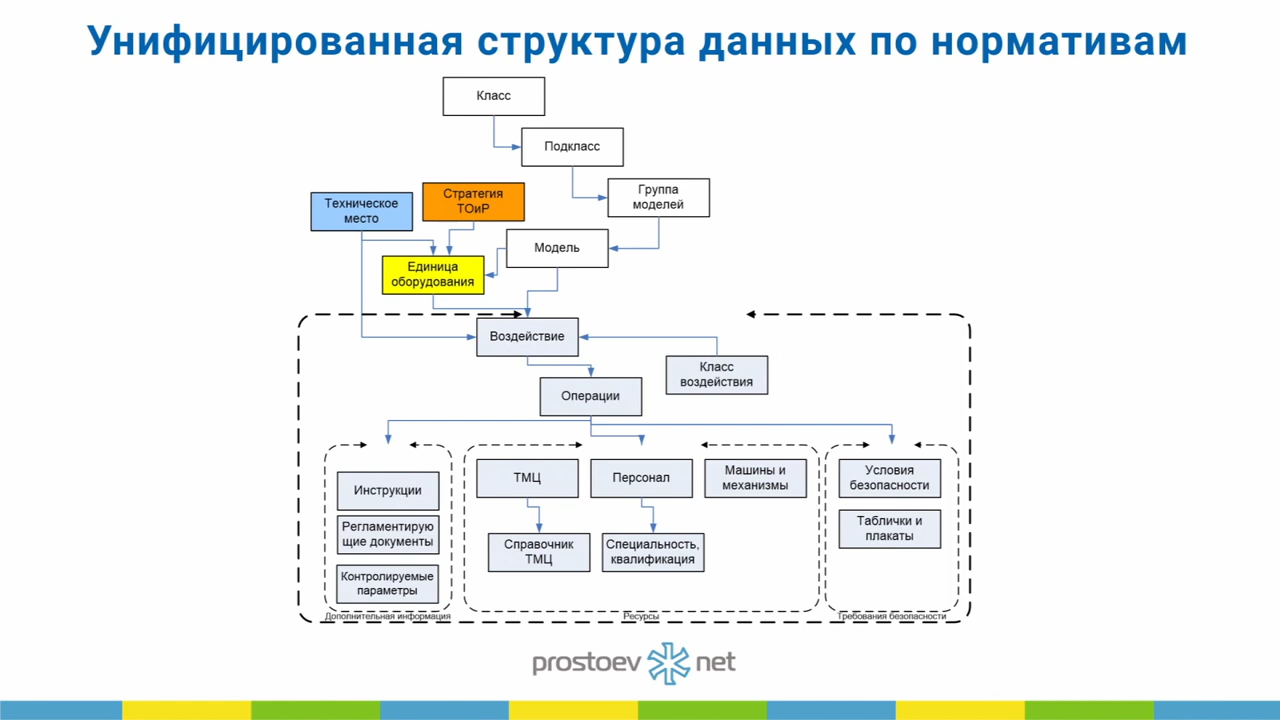 Унифицированная структура данных по нормативам
Класс
Подкласс
Группа
моделей
Техническое
место
Стратегия
ТОиР
Модель
Единица
оборудования
Воздействие
Класс
воздействия
Операции
Инструкции
Регламентирую
щие документы
Контролируемые
параметры
Дополнительная информация
ТМЦ
Персонал
Машины и
механизмы
Справочник
ТМЦ
Специальность,
квалификация
Ресурсы
Условия
безопасности
Таблички и
плакаты
Требования безопасности
prostoev net